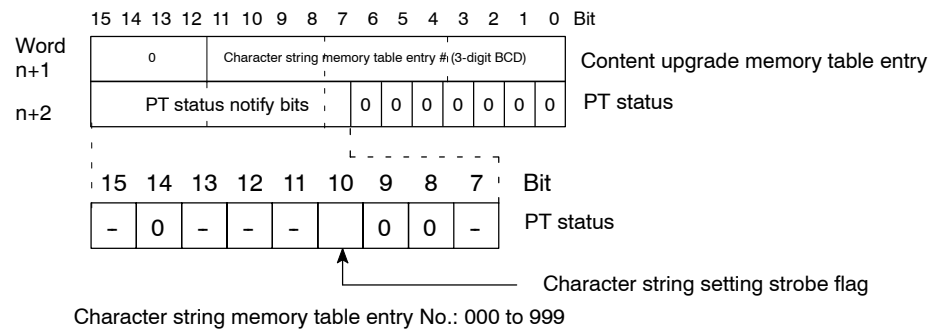 15 14 13 12 11 10 9 8 7 6 5 4 3 2 1 0 Bit
Word
n+1
0 Character string memory table entry # (3-digit BCD) Content upgrade memory table entry
n+2 PT status notify bits 0 0 0 0 0 0 0 PT status
15 14 13 12 11 10 9 8 7 Bit
- 0 - - - 0 0 - PT status
Character string setting strobe flag
Character string memory table entry No.: 000 to 999